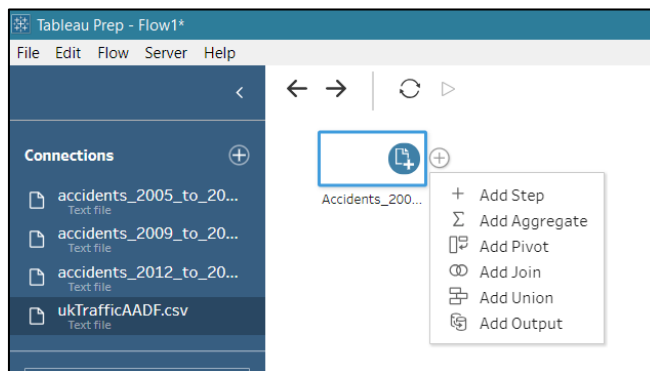 Tableau Prep - Flow1*
File Edit Flow Server Help
Connections
accidents_2005_to_20...
Text file
accidents_2009_to_20...
Text file
accidents_2012_to_20...
Text file
ukTrafficAADF.csv
Text file
Accidents_200...
Add Step
Add Aggregate
Add Pivot
Add Join
Add Union
Add Output